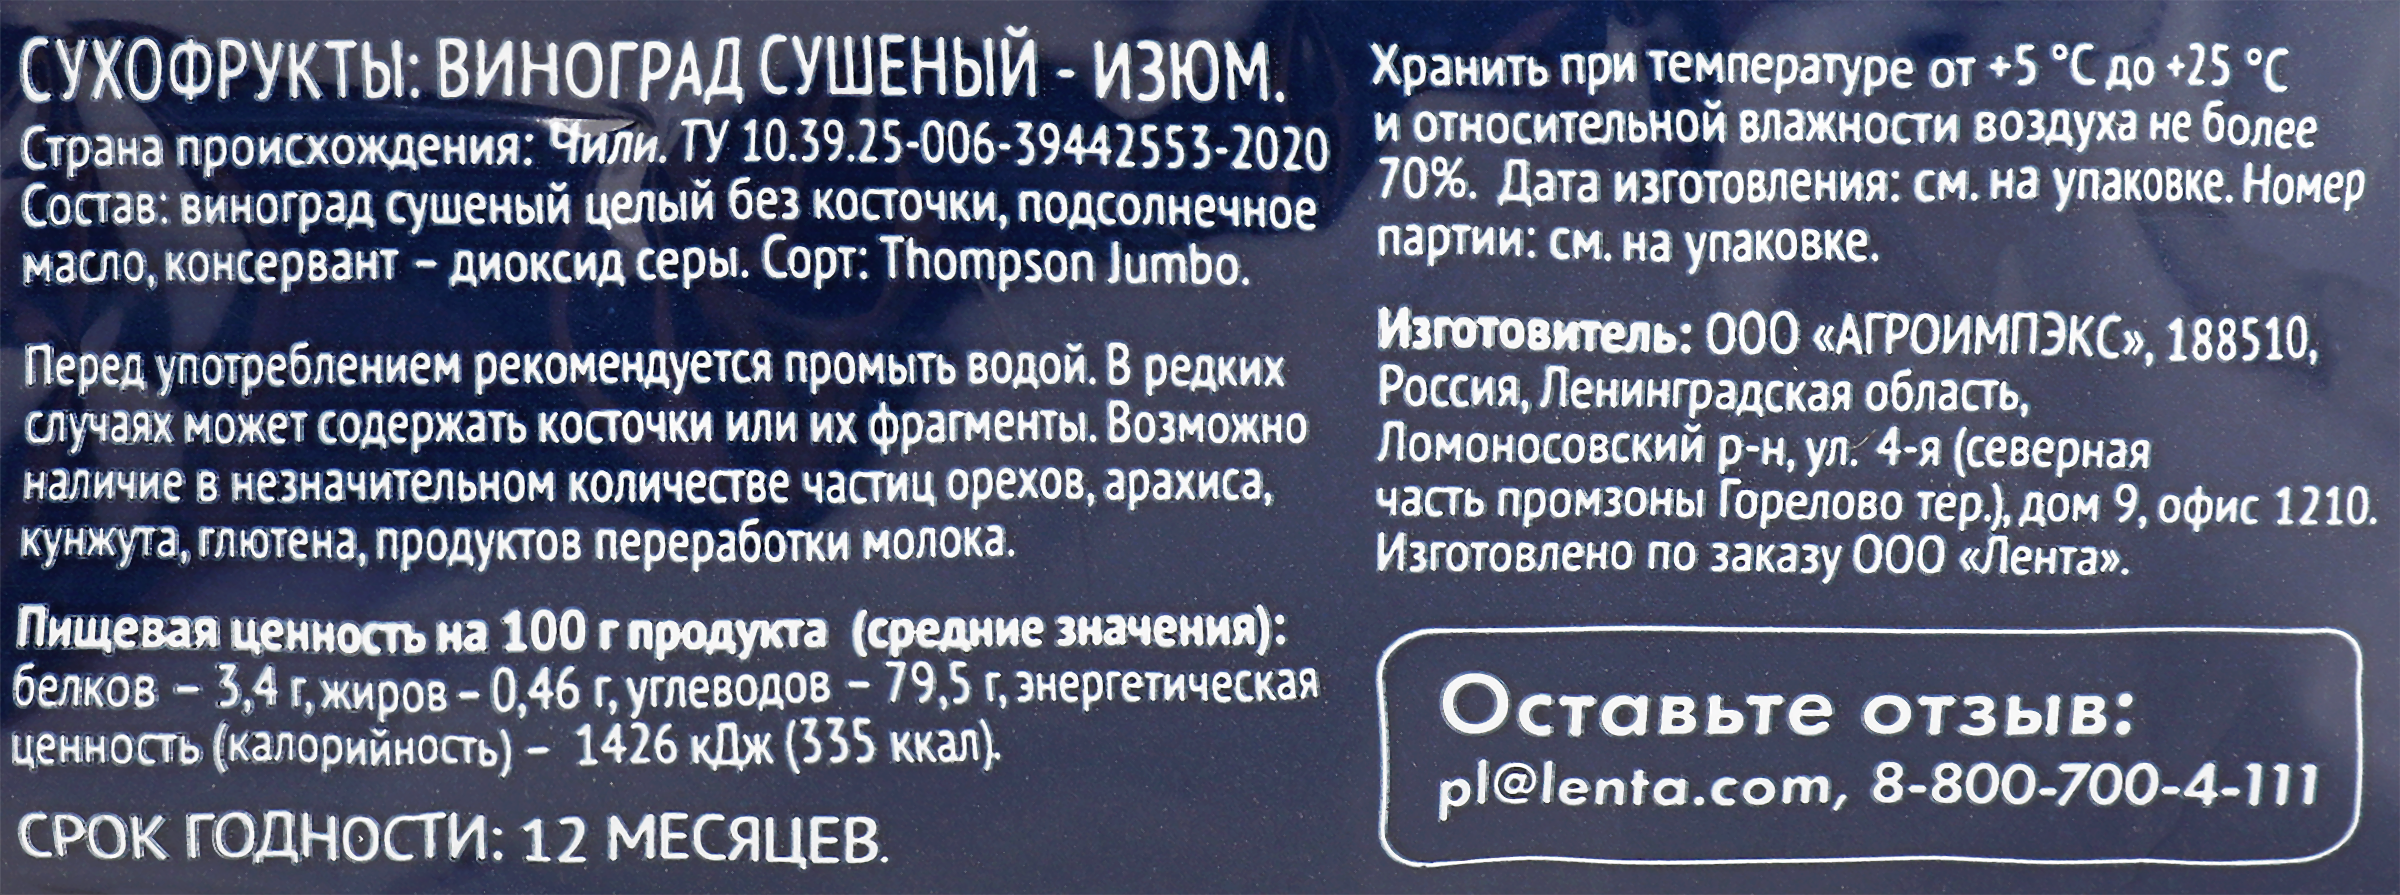 СУХОФРУКТЫ: ВИНОГРАД СУШЕНЫЙ - ИЗЮМ.
Страна происхождения: Чили. ТУ 10.39.25-006-39442553-2020
Состав: виноград сушеный целый без косточки, подсолнечное
масло, консервант – диоксид серы. Сорт: Thompson Jumbo.
Перед употреблением рекомендуется промыть водой. В редких
случаях может содержать косточки или их фрагменты. Возможно
наличие в незначительном количестве частиц орехов, арахиса,
кунжута, глютена, продуктов переработки молока.
Пищевая ценность на 100 г продукта (средние значения):
белков – 3,4 г, жиров – 0,46 г, углеводов – 79,5 г, энергетическая
ценность (калорийность) – 1426 кДж (335 ккал).
СРОК ГОДНОСТИ: 12 МЕСЯЦЕВ.
Хранить при температуре от +5 °C до +25 °C
и относительной влажности воздуха не более
70%. Дата изготовления: см. на упаковке. Номер
партии: см. на упаковке.
Изготовитель: ООО «АГРОИМПЭКС», 188510,
Россия, Ленинградская область,
Ломоносовский р-н, ул. 4-я (северная
часть промзоны Горелово тер.), дом 9, офис 1210.
Изготовлено по заказу ООО «Лента».
Оставьте отзыв:
pl@lenta.com, 8-800-700-4-111